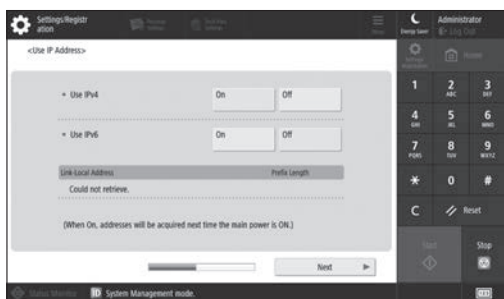 Settings/Registr
ation
Energy Saver
Administrator
Log Out
<Use IP Address>
Home
• Use IPv4
On
Off
• Use IPv6
On
Off
Link-Local Address
Prefix Length
Could not retrieve.
(When On, addresses will be acquired next time the main power is ON.)
Next
1
2
ABC
3
DEF
4
GHI
5
JKL
6
MNO
7
PQRS
8
TUV
9
WXYZ
*
0
#
C
Reset
Start
Stop
Status Monitor
ID System Management mode.